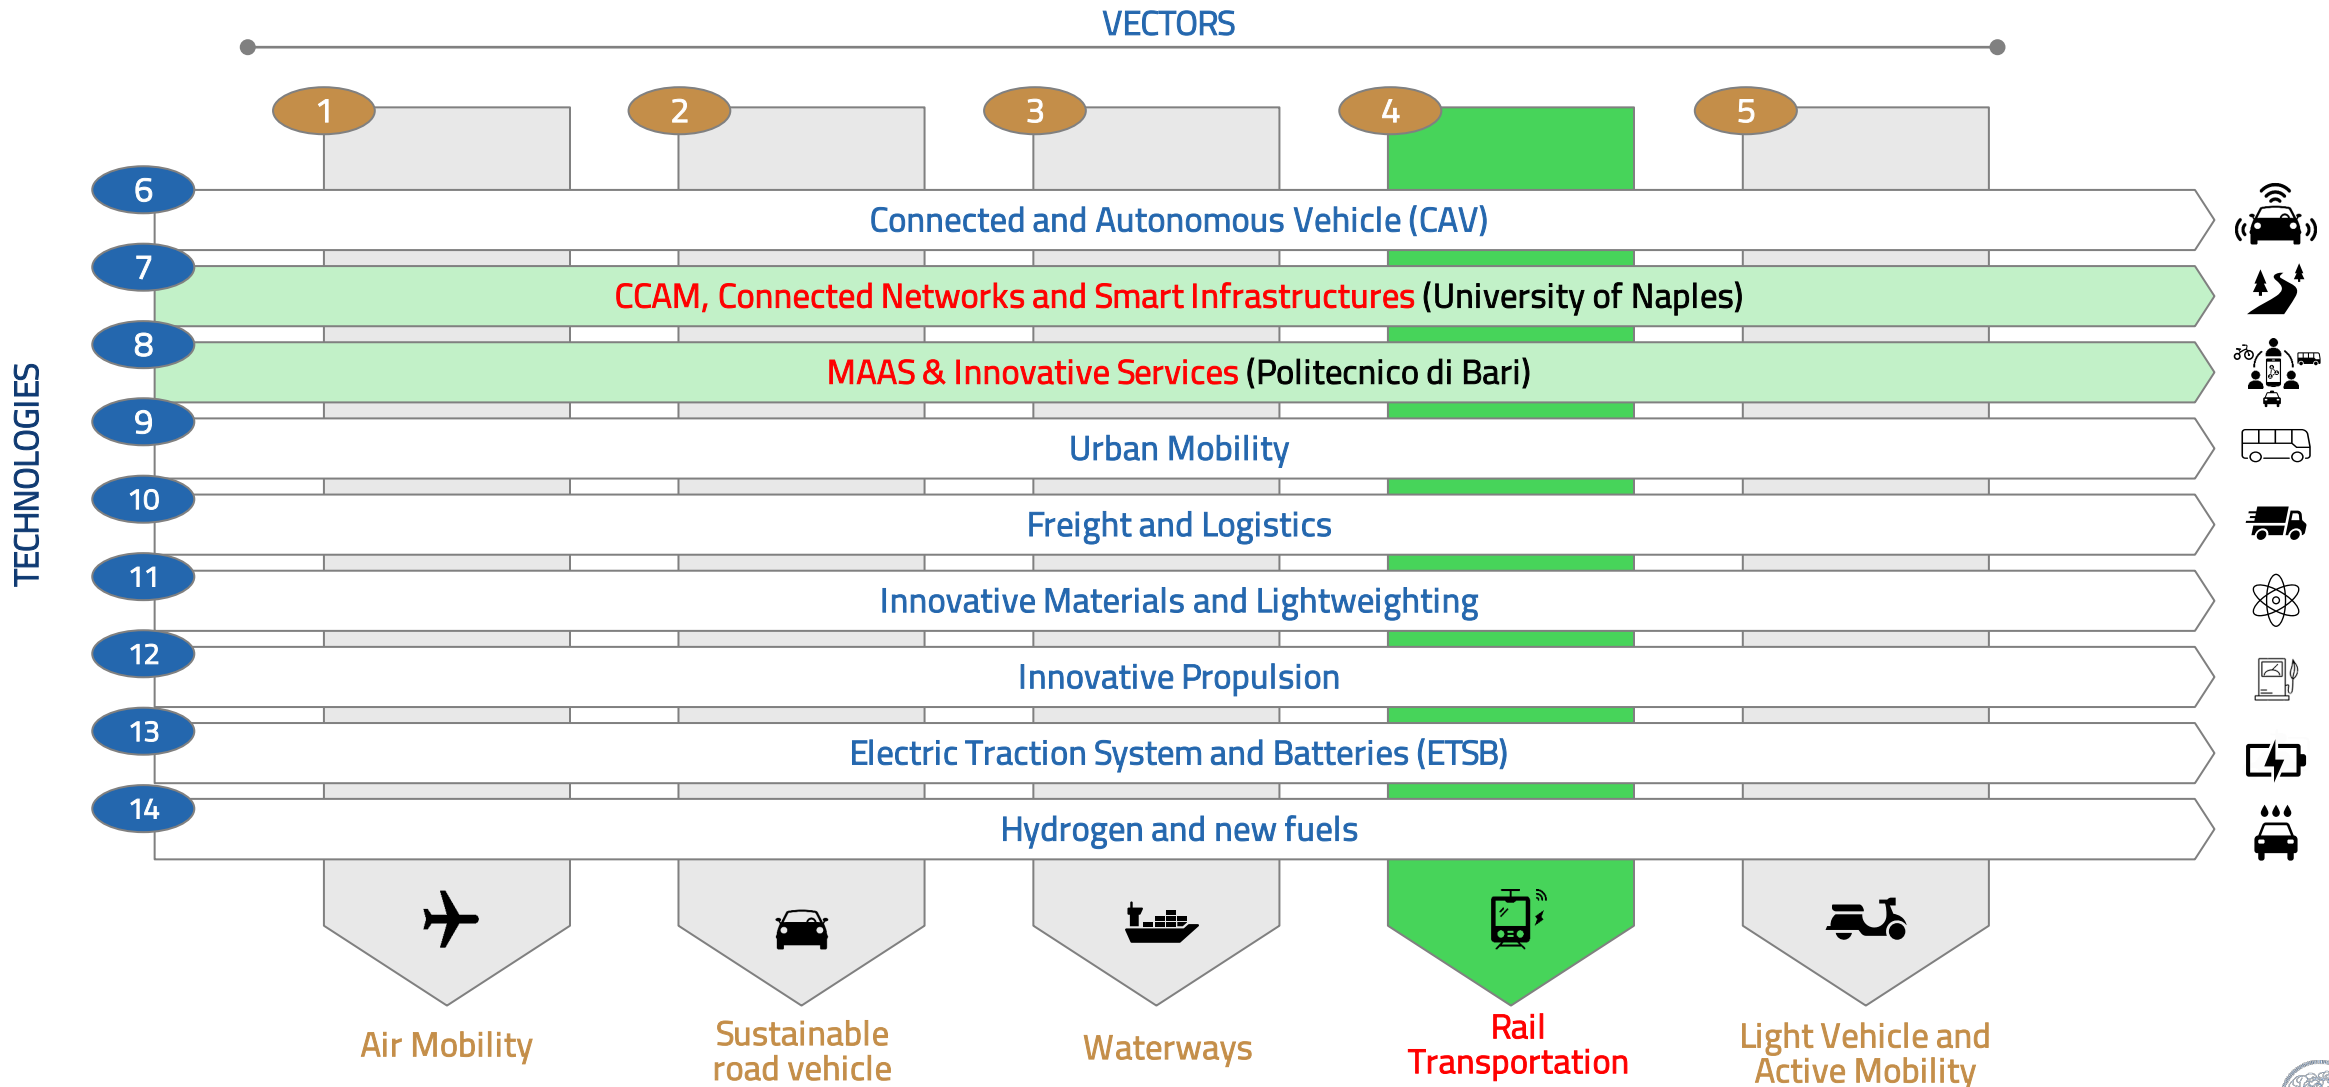 VECTORS
1
2
3
4
5
TECHNOLOGIES
6
Connected and Autonomous Vehicle (CAV)
7
CCAM, Connected Networks and Smart Infrastructures (University of Naples)
8
MAAS & Innovative Services (Politecnico di Bari)
9
Urban Mobility
10
Freight and Logistics
11
Innovative Materials and Lightweighting
12
Innovative Propulsion
13
Electric Traction System and Batteries (ETSB)
14
Hydrogen and new fuels
Air Mobility
Sustainable
road vehicle
Waterways
Rail
Transportation
Light Vehicle and
Active Mobility